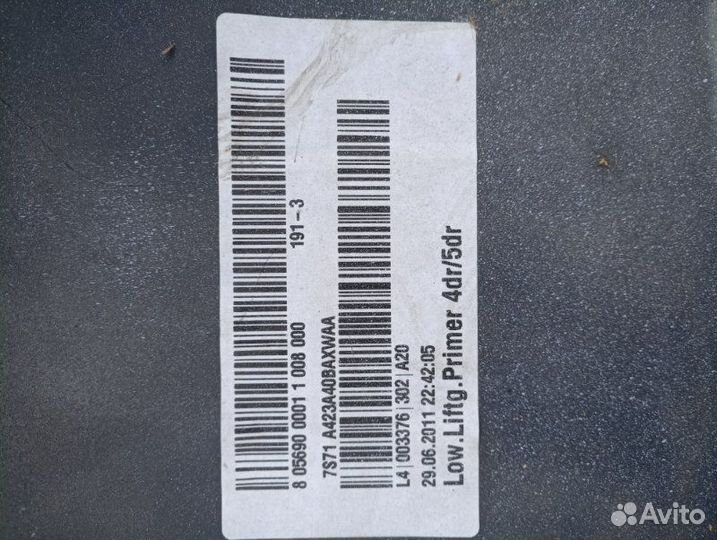 8 05690 0001 1 008 000 191-3
7S71 A423A40BAXWAA
L4|003376|302|A20
29.06.2011 22:42:05
Low.Liftg.Primer 4dr/5dr
Avito